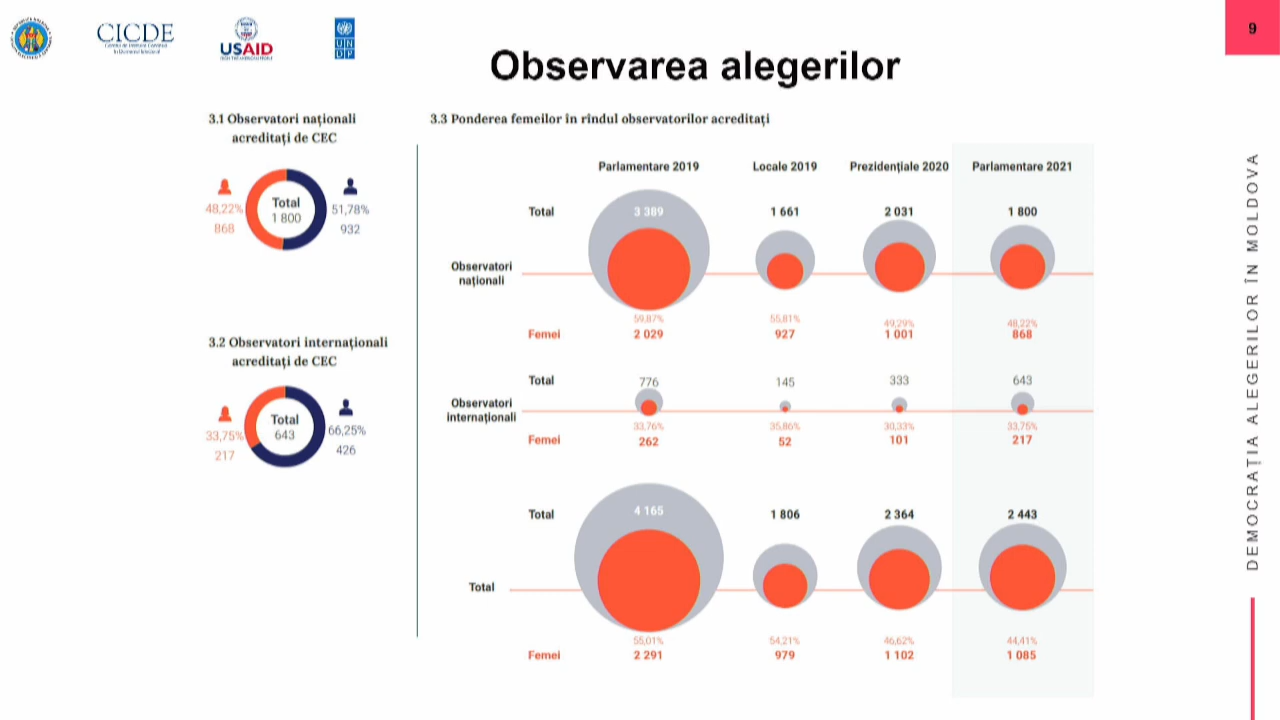 CICDE
USAID
UN
DP
9
Observarea alegerilor
3.1 Observatori naționali
acreditați de CEC
Total
1 800
48,22%
868
51,78%
932
3.2 Observatori internaționali
acreditați de CEC
Total
643
33,75%
217
66,25%
426
3.3 Ponderea femeilor în rîndul observatorilor acreditați
Parlamentare 2019 Locale 2019 Prezidențiale 2020 Parlamentare 2021
Total 3 389 1 661 2 031 1 800
Observatori
naționali
59,87% 55,81% 49,29% 48,22%
Femei 2 029 927 1 001 868
Total 776 145 333 643
Observatori
internaționali
33,76% 35,86% 30,33% 33,75%
Femei 262 52 101 217
Total 4 165 1 806 2 364 2 443
Total
55,01% 54,21% 46,62% 44,41%
Femei 2 291 979 1 102 1 085
DEMOCRAȚIA ALEGERILOR ÎN MOLDOVA